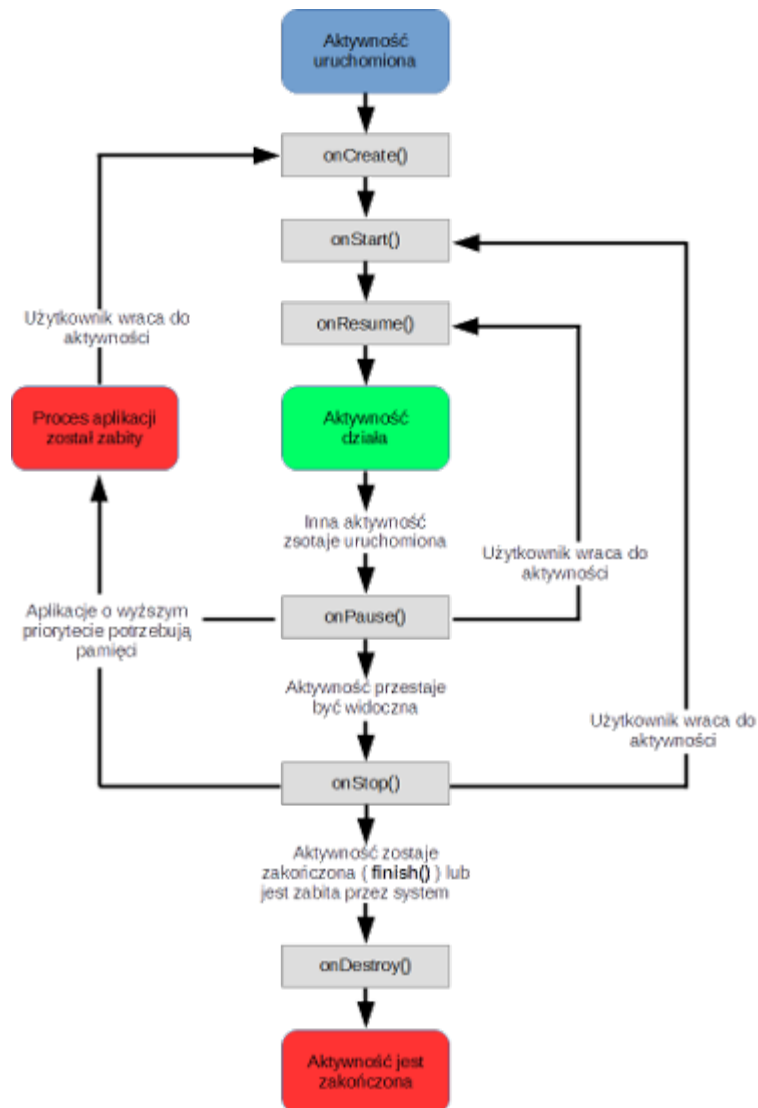 Aktywność
uruchomiona
onCreate()
onStart()
onResume()
Użytkownik wraca do
aktywności
Proces aplikacji
został zabity
Aktywność
działa
Inna aktywność
zsotaje uruchomiona
Użytkownik wraca do
aktywności
Aplikacje o wyższym
priorytecie potrzebują
pamięci
onPause()
Aktywność przestaje
być widoczna
Użytkownik wraca do
aktywności
onStop()
Aktywność zostaje
zakończona ( finish() ) lub
jest zabita przez system
onDestroy()
Aktywność jest
zakończona